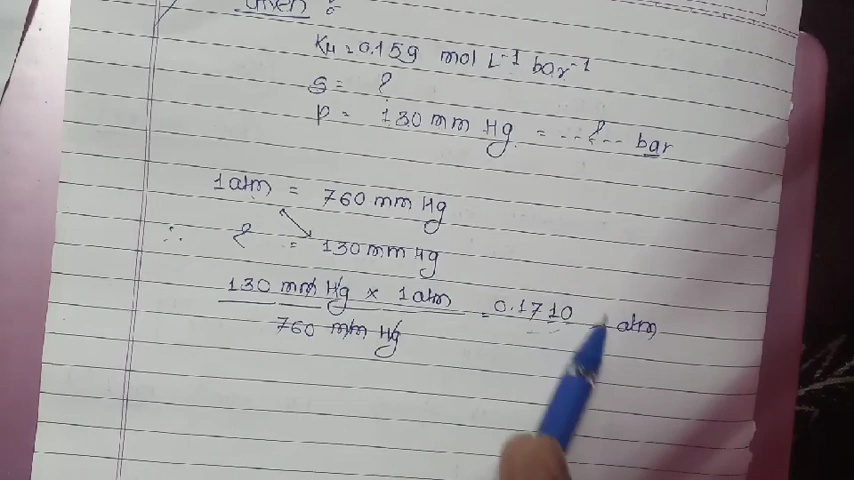 Given :
KH = 0.159 mol L⁻¹ bar⁻¹
S = ?
P = 130 mm Hg = ...?... bar
1 atm = 760 mm Hg
∴ ? = 130 mm Hg
130 mm Hg × 1 atm = 0.1710 atm
760 mm Hg